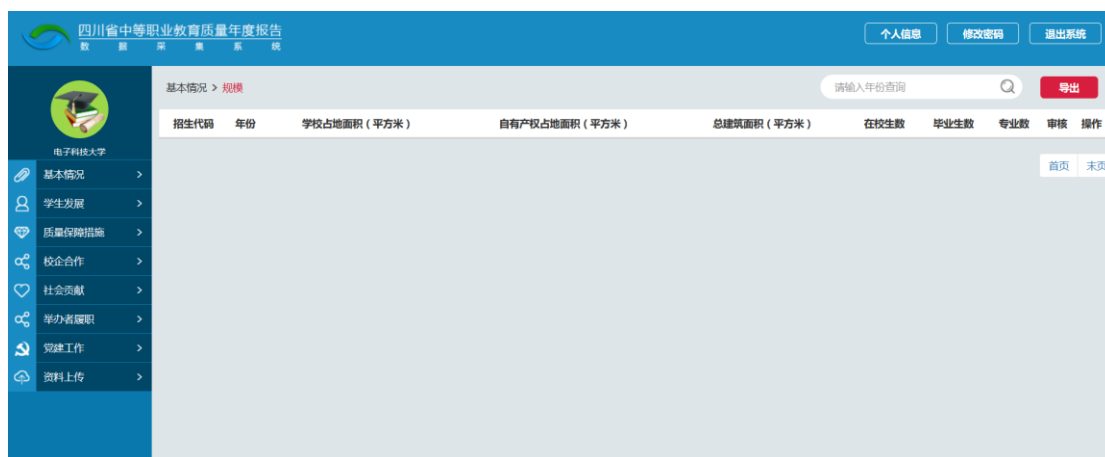 四川省中等职业教育质量年度报告
数据采集系统
个人信息 修改密码 退出系统
基本情况 > 规模
请输入年份查询
导出
招生代码 年份 学校占地面积（平方米） 自有产权占地面积（平方米） 总建筑面积（平方米） 在校生数 毕业生数 专业数 审核 操作
首页 末页
电子科技大学
基本情况
学生发展
质量保障措施
校企合作
社会贡献
举办者履职
党建工作
资料上传